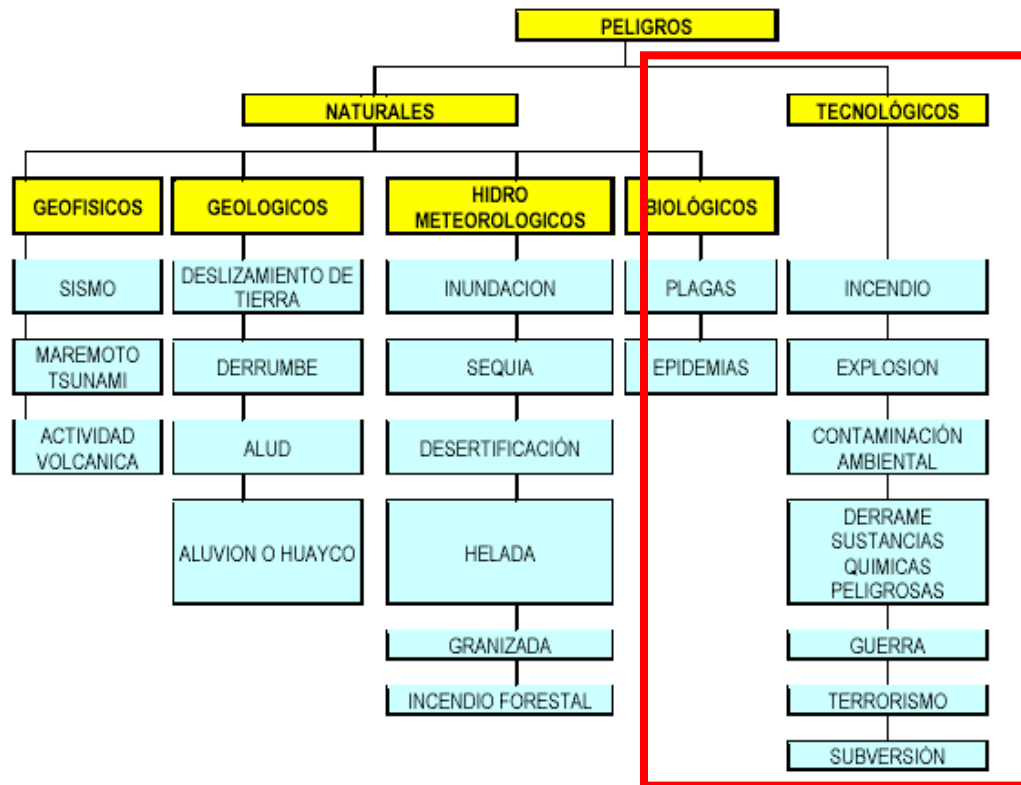 PELIGROS
NATURALES
TECNOLÓGICOS
GEOFISICOS
GEOLOGICOS
HIDRO
METEOROLOGICOS
BIOLÓGICOS
SISMO
DESLIZAMIENTO DE
TIERRA
INUNDACION
PLAGAS
INCENDIO
MAREMOTO
TSUNAMI
DERRUMBE
SEQUIA
EPIDEMIAS
EXPLOSION
ACTIVIDAD
VOLCANICA
ALUD
DESERTIFICACIÓN
CONTAMINACIÓN
AMBIENTAL
ALUVION O HUAYCO
HELADA
DERRAME
SUSTANCIAS
QUIMICAS
PELIGROSAS
GRANIZADA
GUERRA
INCENDIO FORESTAL
TERRORISMO
SUBVERSIÓN